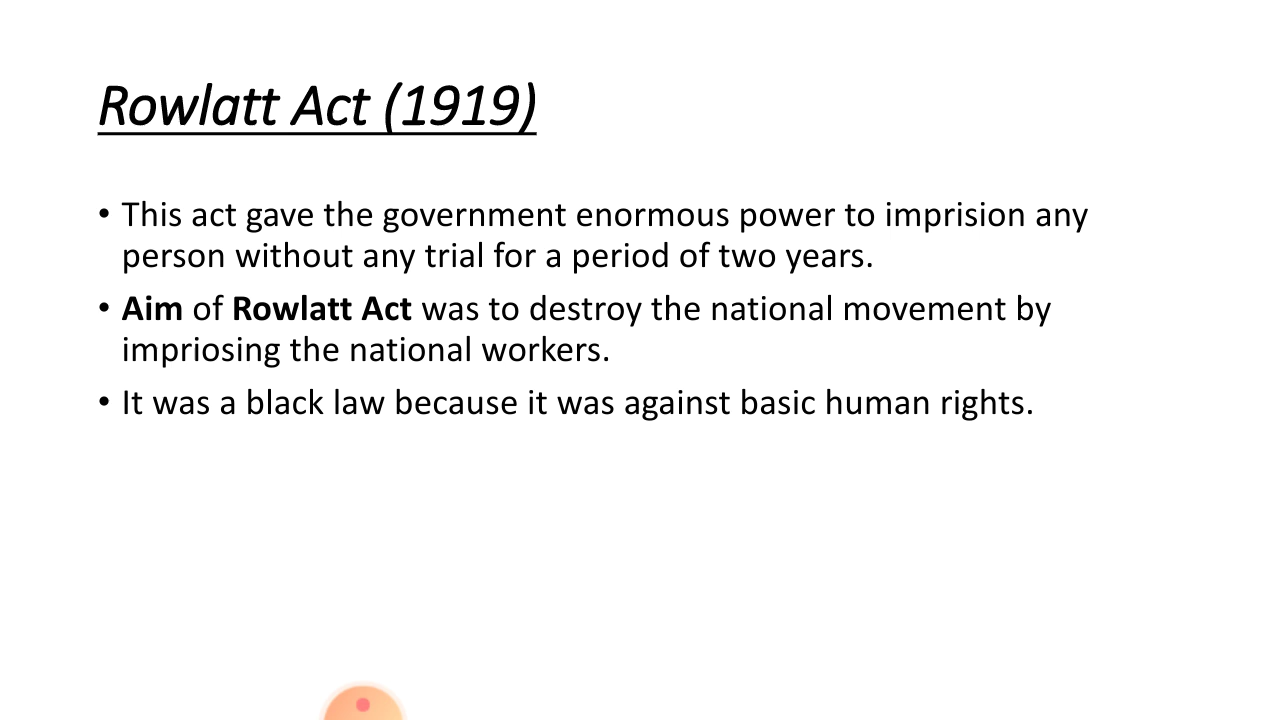 Rowlatt Act (1919)
• This act gave the government enormous power to imprision any
person without any trial for a period of two years.
• Aim of Rowlatt Act was to destroy the national movement by
impriosing the national workers.
• It was a black law because it was against basic human rights.